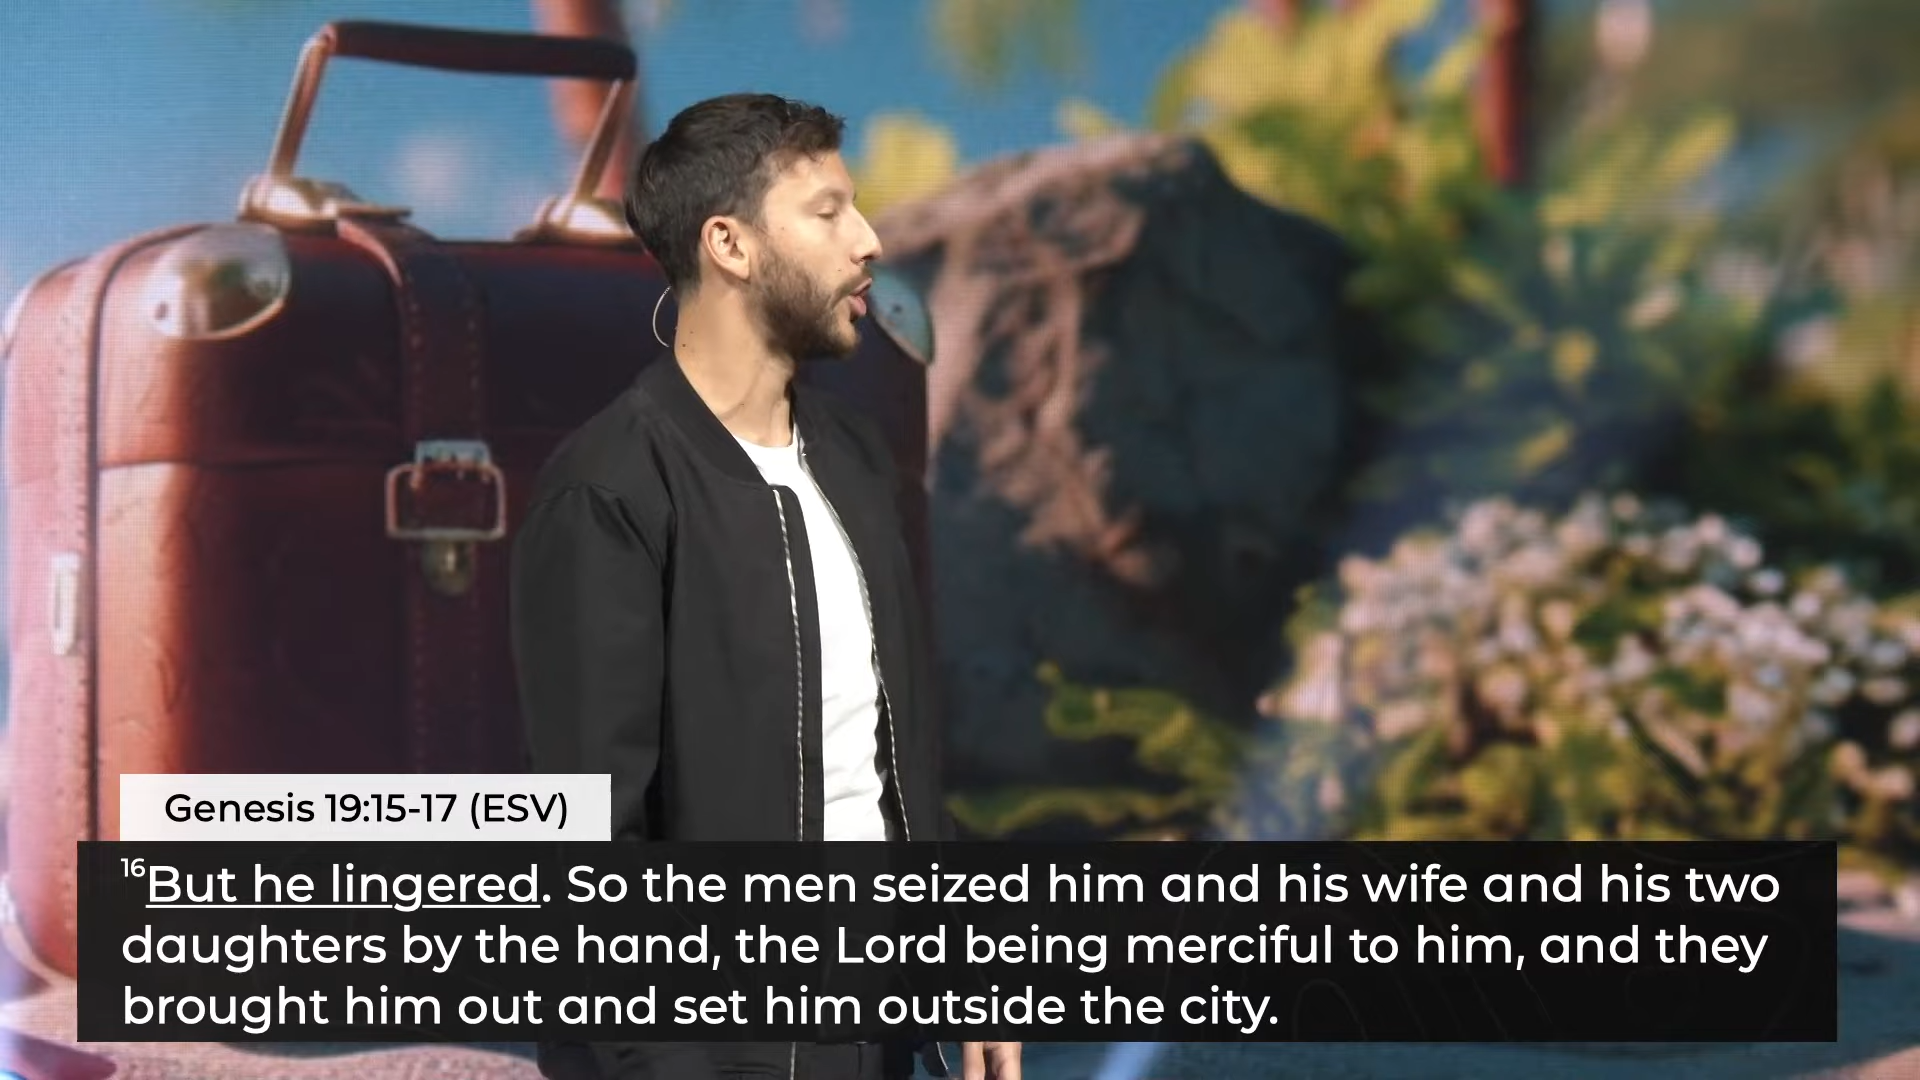 Genesis 19:15-17 (ESV)
16But he lingered. So the men seized him and his wife and his two
daughters by the hand, the Lord being merciful to him, and they
brought him out and set him outside the city.